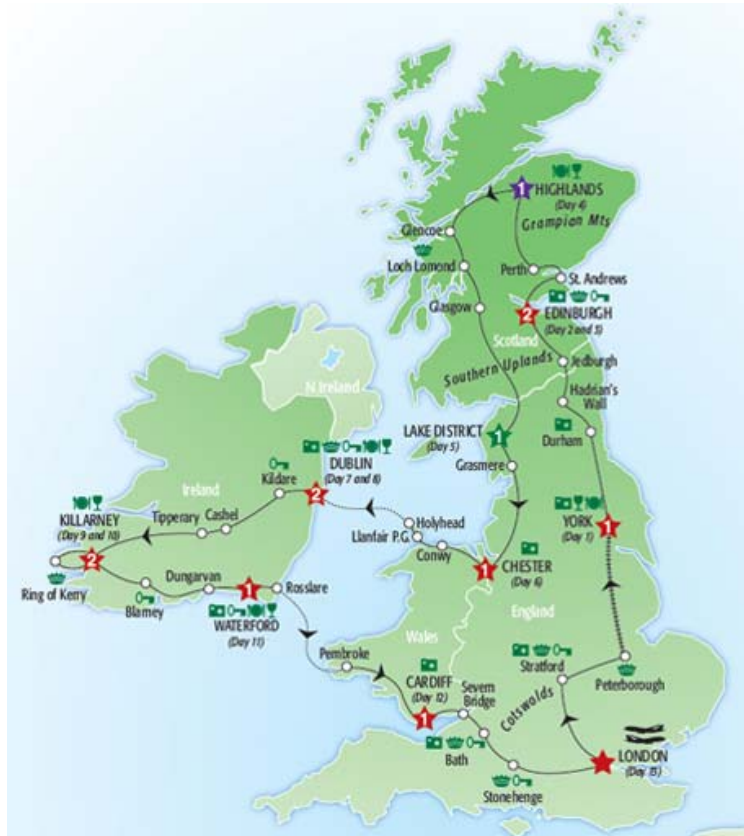 1
HIGHLANDS
(Day 4)
Grampian Mts
Glencoe
Loch Lomond
Perth
St. Andrews
Glasgow
2
EDINBURGH
(Day 2 and 3)
Scotland
Southern Uplands
Jedburgh
Hadrian's
Wall
N.Ireland
LAKE DISTRICT
(Day 5)
1
Durham
Grasmere
DUBLIN
(Day 7 and 8)
2
Kildare
Ireland
YORK
(Day 1)
1
KILLARNEY
(Day 9 and 10)
2
Tipperary
Cashel
Holyhead
Llanfair P.G.
Conwy
1
CHESTER
(Day 6)
Ring of Kerry
Blarney
Dungarvan
1
WATERFORD
(Day 11)
Rosslare
England
Wales
Pembroke
CARDIFF
(Day 12)
1
Severn
Bridge
Stratford
Peterborough
Cotswolds
Bath
Stonehenge
LONDON
(Day 13)